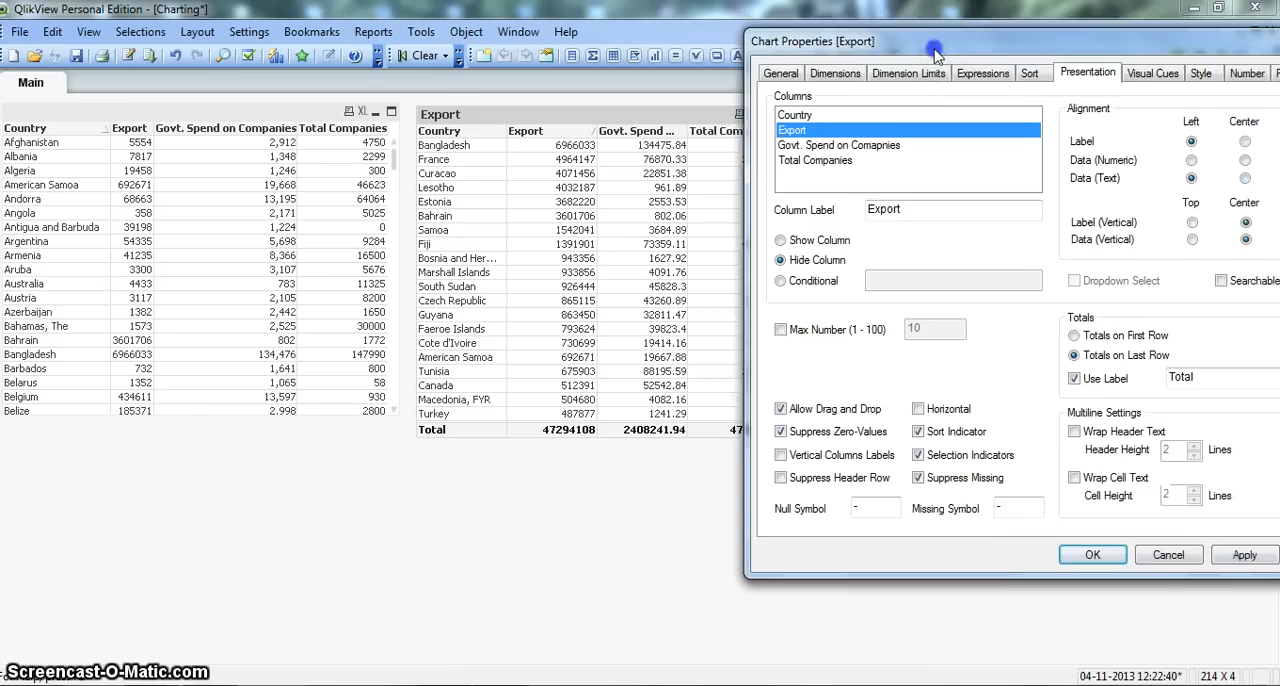 QlikView Personal Edition - [Charting*]
File Edit View Selections Layout Settings Bookmarks Reports Tools Object Window Help
Clear
Main
XL
Country Export Govt. Spend on Companies Total Companies
Afghanistan 5554 2,912 4750
Albania 7817 1,348 2299
Algeria 19458 1,246 300
American Samoa 692671 19,668 46623
Andorra 68663 13,195 64064
Angola 358 2,171 5025
Antigua and Barbuda 39198 1,224 0
Argentina 54335 5,698 9284
Armenia 41235 8,366 16500
Aruba 3300 3,107 5676
Australia 4433 783 11325
Austria 3117 2,105 8200
Azerbaijan 1382 2,442 1650
Bahamas, The 1573 2,525 30000
Bahrain 3601706 802 1772
Bangladesh 6966033 134,476 147990
Barbados 732 1,641 800
Belarus 1352 1,065 58
Belgium 434611 13,597 930
Belize 185371 2,998 2800
Export
Country Export Govt. Spend ... Total Com
Bangladesh 6966033 134475.84
France 4964147 76870.33
Curacao 4071456 22851.38
Lesotho 4032187 961.89
Estonia 3682220 2553.53
Bahrain 3601706 802.06
Samoa 1542041 3684.89
Fiji 1391901 73359.11
Bosnia and Her... 943356 1627.92
Marshall Islands 933856 4091.76
South Sudan 926444 45828.3
Czech Republic 865115 43260.89
Guyana 863450 32811.47
Faeroe Islands 793624 39823.4
Cote d'Ivoire 730699 19414.16
American Samoa 692671 19667.88
Tunisia 675903 88195.59
Canada 512391 52542.84
Macedonia, FYR 504680 4082.16
Turkey 487877 1241.29
Total 47294108 2408241.94 47
Chart Properties [Export]
General Dimensions Dimension Limits Expressions Sort Presentation Visual Cues Style Number F
Columns
Country
Export
Govt. Spend on Comapnies
Total Companies
Column Label Export
Show Column
Hide Column
Conditional
Max Number (1 - 100) 10
Allow Drag and Drop Horizontal
Suppress Zero-Values Sort Indicator
Vertical Columns Labels Selection Indicators
Suppress Header Row Suppress Missing
Null Symbol - Missing Symbol -
Alignment
Left Center
Label
Data (Numeric)
Data (Text)
Top Center
Label (Vertical)
Data (Vertical)
Dropdown Select Searchable
Totals
Totals on First Row
Totals on Last Row
Use Label Total
Multiline Settings
Wrap Header Text
Header Height 2 Lines
Wrap Cell Text
Cell Height 2 Lines
OK Cancel Apply
Screencast-O-Matic.com
04-11-2013 12:22:40* 214 X 4